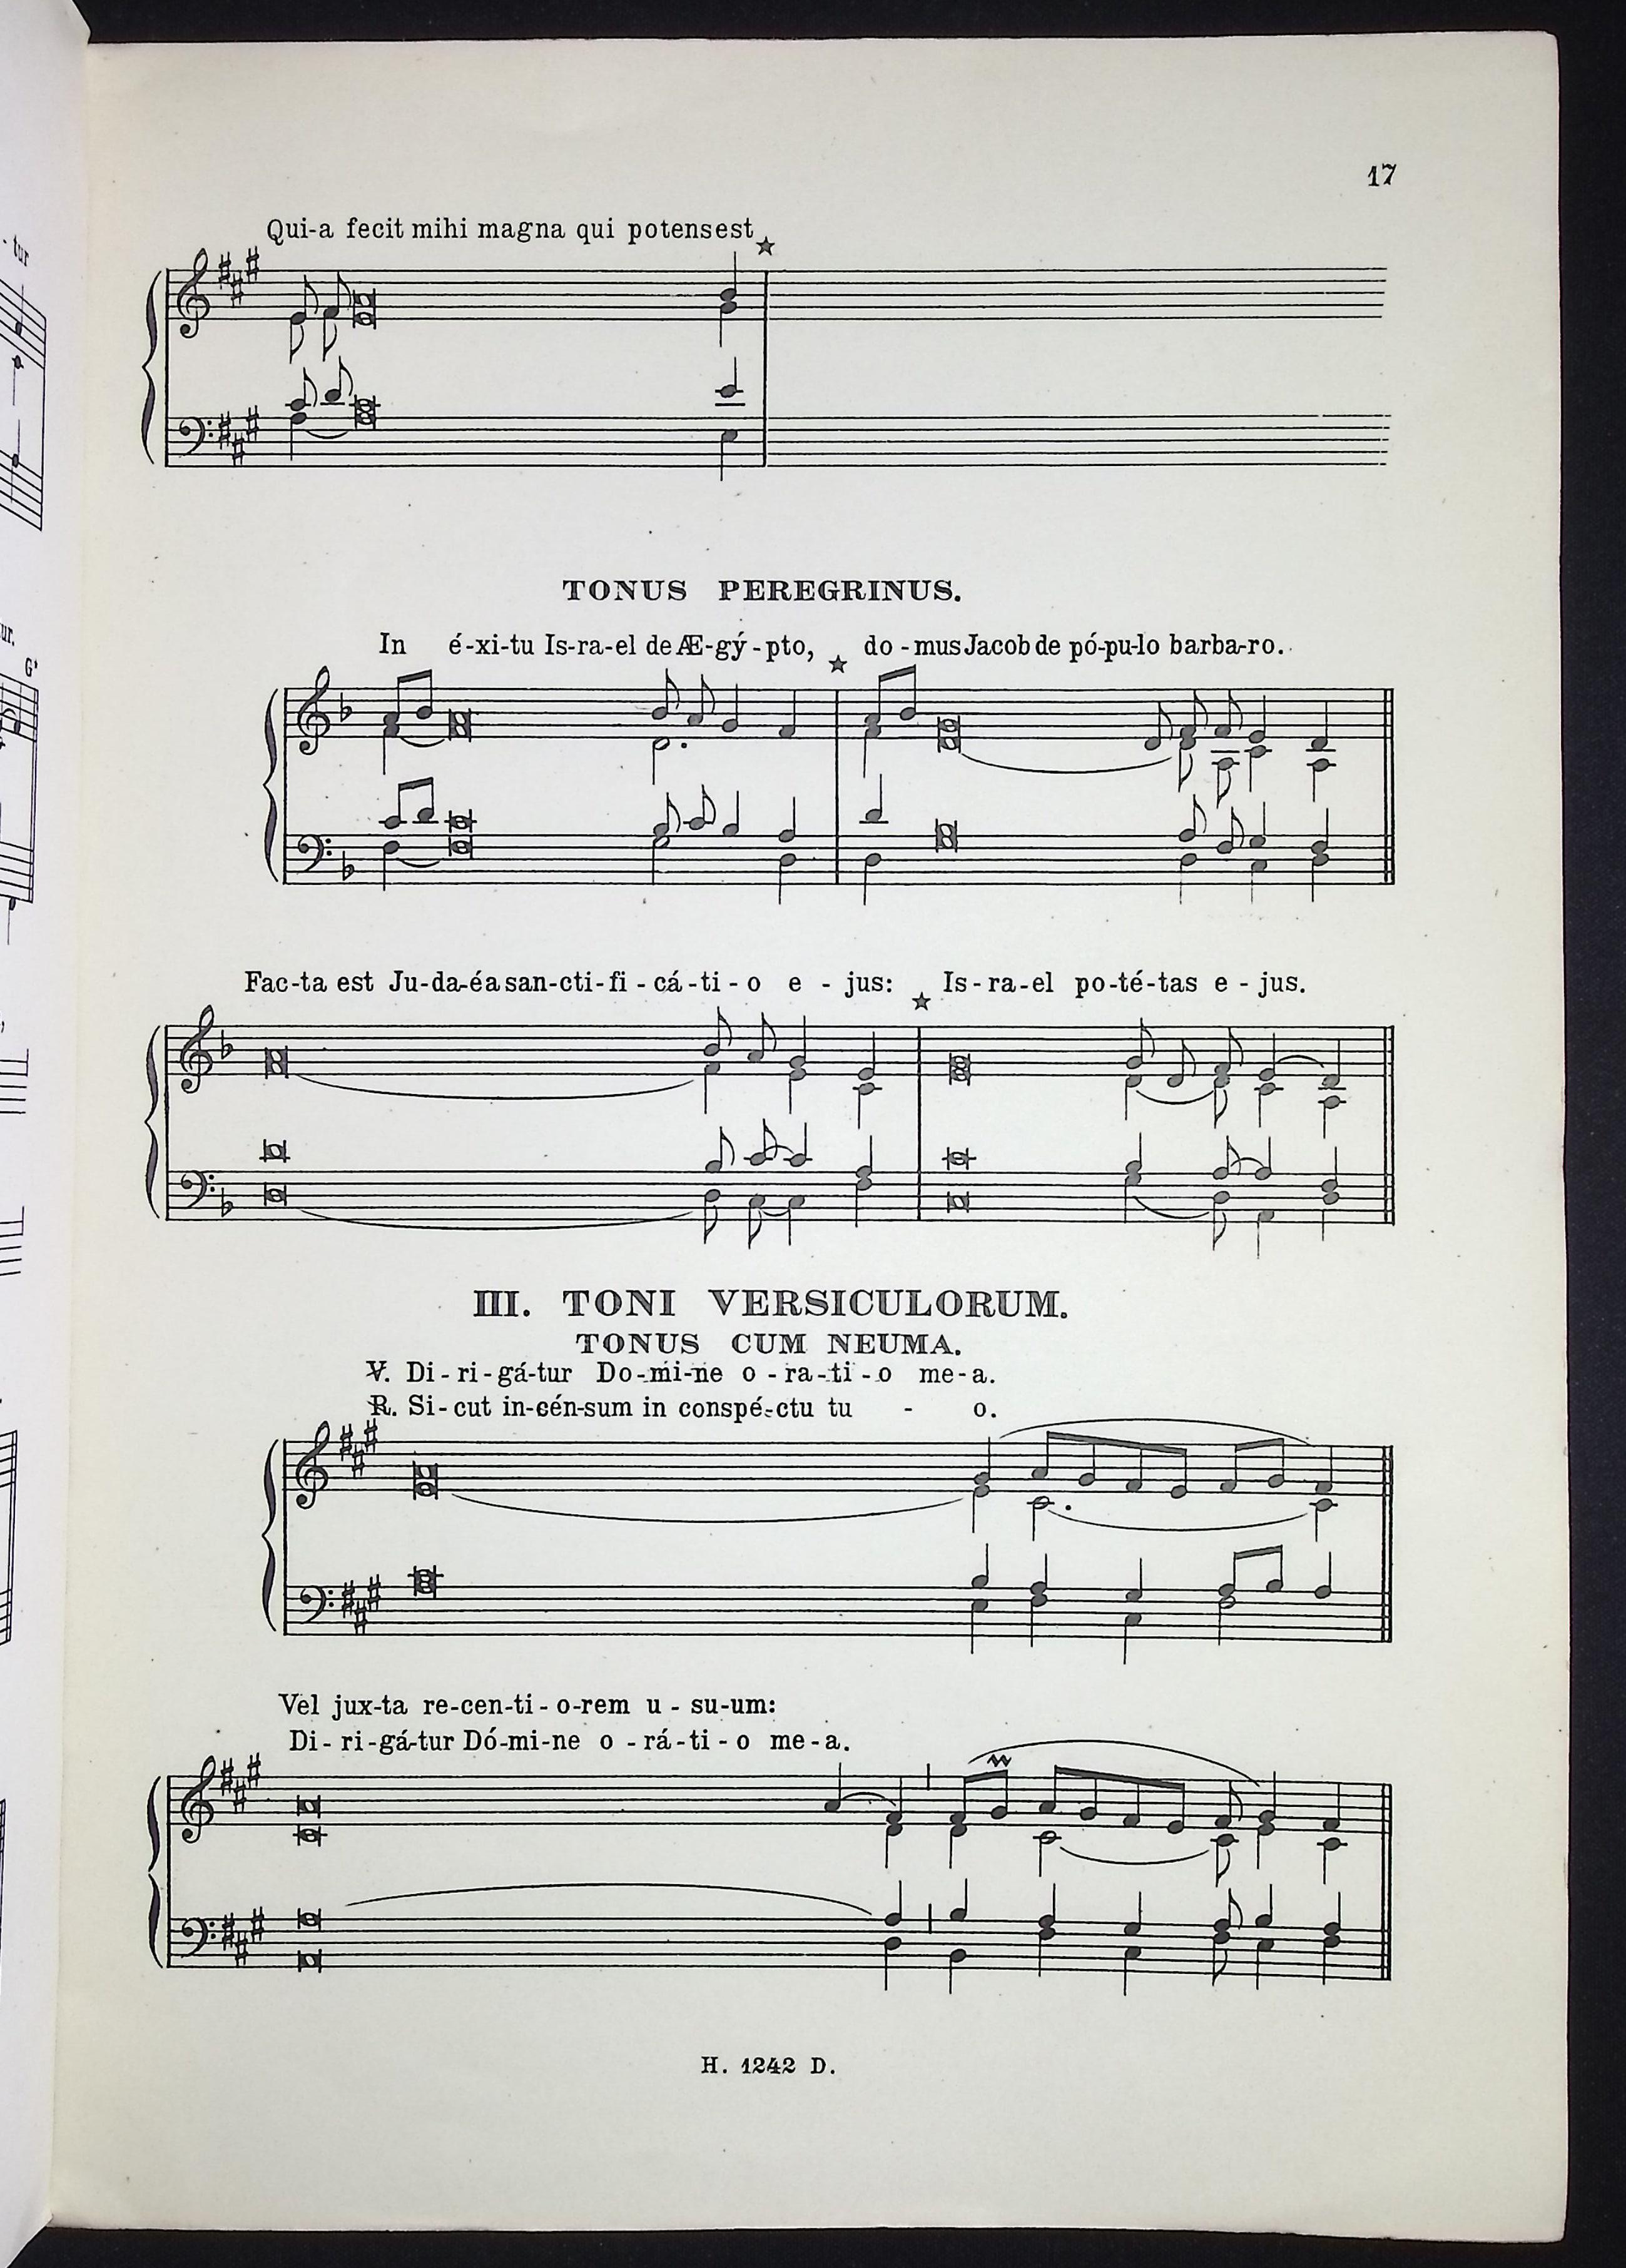 17
Qui-a fecit mihi magna qui potensest ★
TONUS PEREGRINUS.
In é-xi-tu Is-ra-el de Æ-gý-pto, ★ do-mus Jacob de pó-pu-lo barba-ro.
Fac-ta est Ju-da-éa san-cti-fi-cá-ti-o e-jus: ★ Is-ra-el po-té-tas e-jus.
III. TONI VERSICULORUM.
TONUS CUM NEUMA.
℣. Di-ri-gá-tur Do-mi-ne o-ra-ti-o me-a.
℟. Si-cut in-cén-sum in conspé-ctu tu - o.
Vel jux-ta re-cen-ti-o-rem u-su-um:
Di-ri-gá-tur Dó-mi-ne o-rá-ti-o me-a.
H. 1242 D.
-tur
ur.
G*